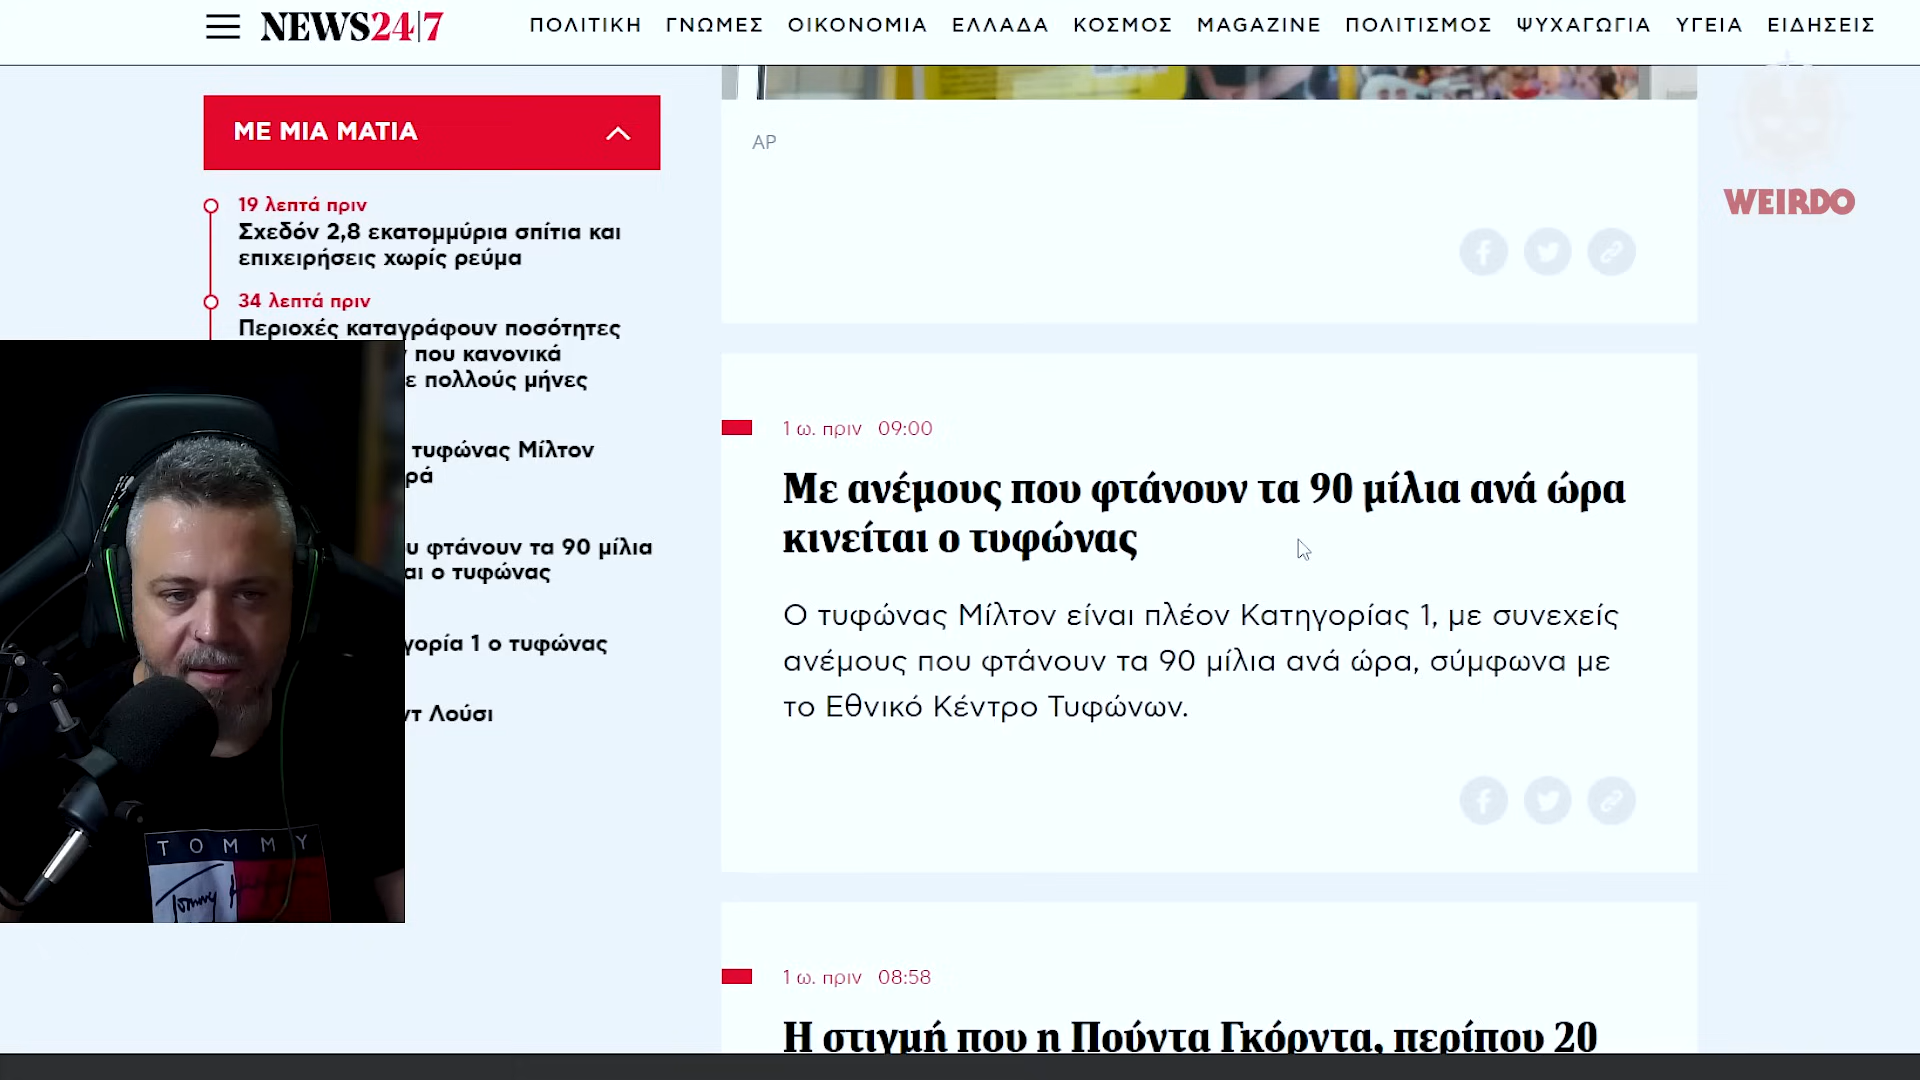 NEWS24|7
ΠΟΛΙΤΙΚΗ ΓΝΩΜΕΣ ΟΙΚΟΝΟΜΙΑ ΕΛΛΑΔΑ ΚΟΣΜΟΣ MAGAZINE ΠΟΛΙΤΙΣΜΟΣ ΨΥΧΑΓΩΓΙΑ ΥΓΕΙΑ ΕΙΔΗΣΕΙΣ
ΜΕ ΜΙΑ ΜΑΤΙΑ
19 λεπτά πριν
Σχεδόν 2,8 εκατομμύρια σπίτια και
επιχειρήσεις χωρίς ρεύμα
34 λεπτά πριν
Περιοχές καταγράφουν ποσότητες
που κανονικά
πολλούς μήνες
τυφώνας Μίλτον
φτάνουν τα 90 μίλια
ο τυφώνας
1 ο τυφώνας
Λούσι
AP
WEIRDO
1 ω. πριν 09:00
Με ανέμους που φτάνουν τα 90 μίλια ανά ώρα
κινείται ο τυφώνας
Ο τυφώνας Μίλτον είναι πλέον Κατηγορίας 1, με συνεχείς
ανέμους που φτάνουν τα 90 μίλια ανά ώρα, σύμφωνα με
το Εθνικό Κέντρο Τυφώνων.
1 ω. πριν 08:58
Η στιγμή που η Πούντα Γκόρντα, περίπου 20
TOMMY